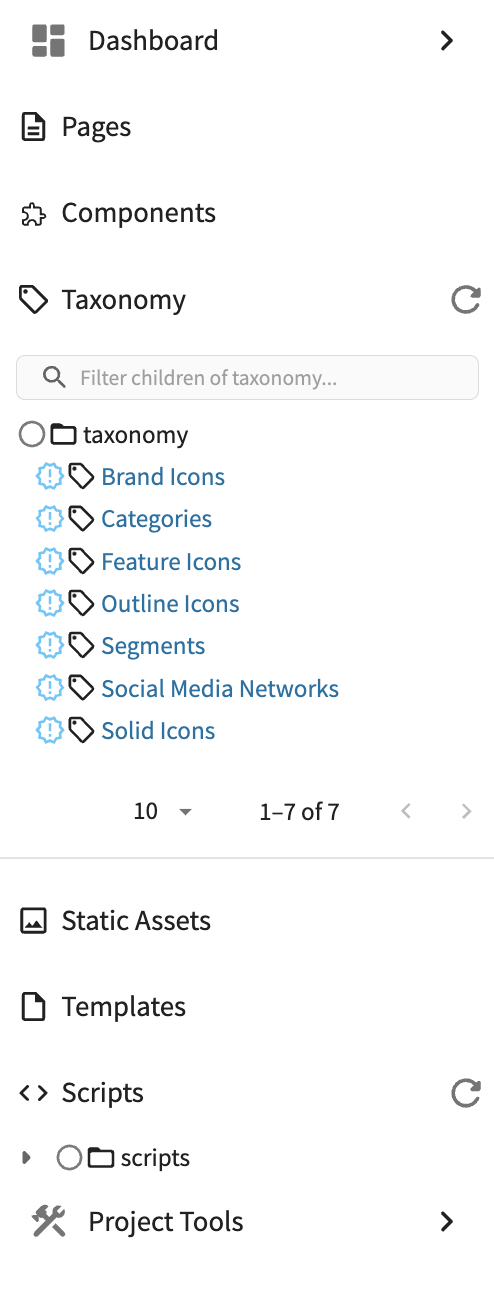 Dashboard
Pages
Components
Taxonomy
Filter children of taxonomy...
taxonomy
Brand Icons
Categories
Feature Icons
Outline Icons
Segments
Social Media Networks
Solid Icons
10 1–7 of 7
Static Assets
Templates
Scripts
scripts
Project Tools